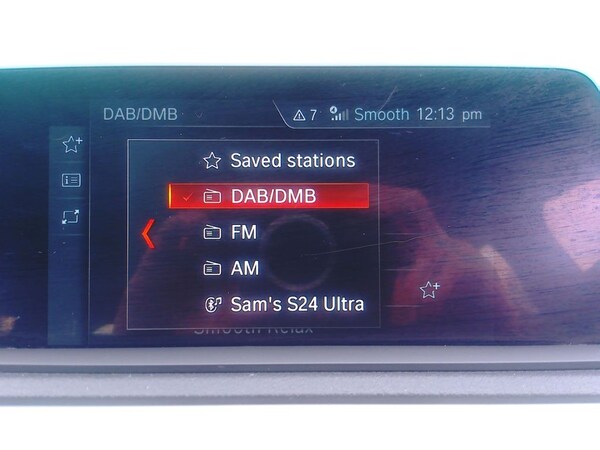 DAB/DMB
7 Smooth 12:13 pm
Saved stations
DAB/DMB
FM
AM
Sam's S24 Ultra
Smooth Relax